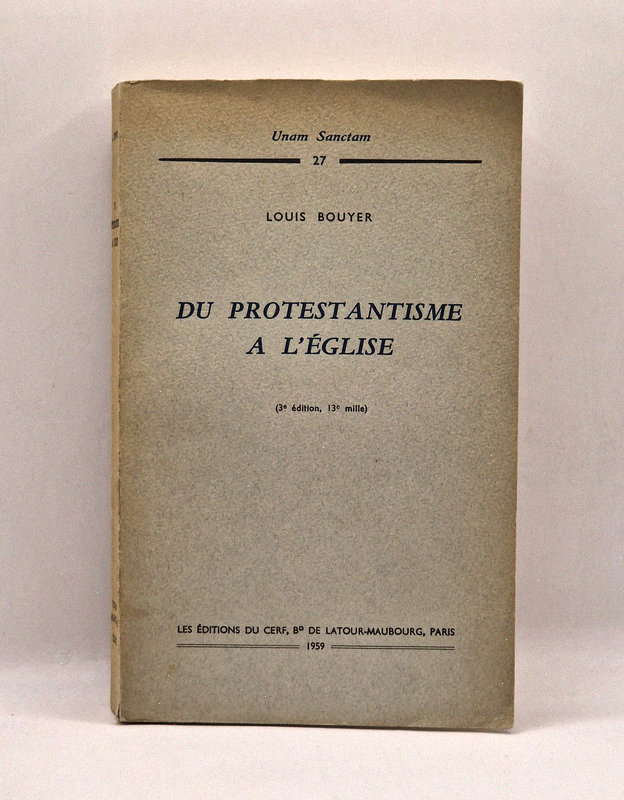 Unam Sanctam
27
LOUIS BOUYER
DU PROTESTANTISME
A L'ÉGLISE
(3e édition, 13e mille)
LES ÉDITIONS DU CERF, Bᴰ DE LATOUR-MAUBOURG, PARIS
1959